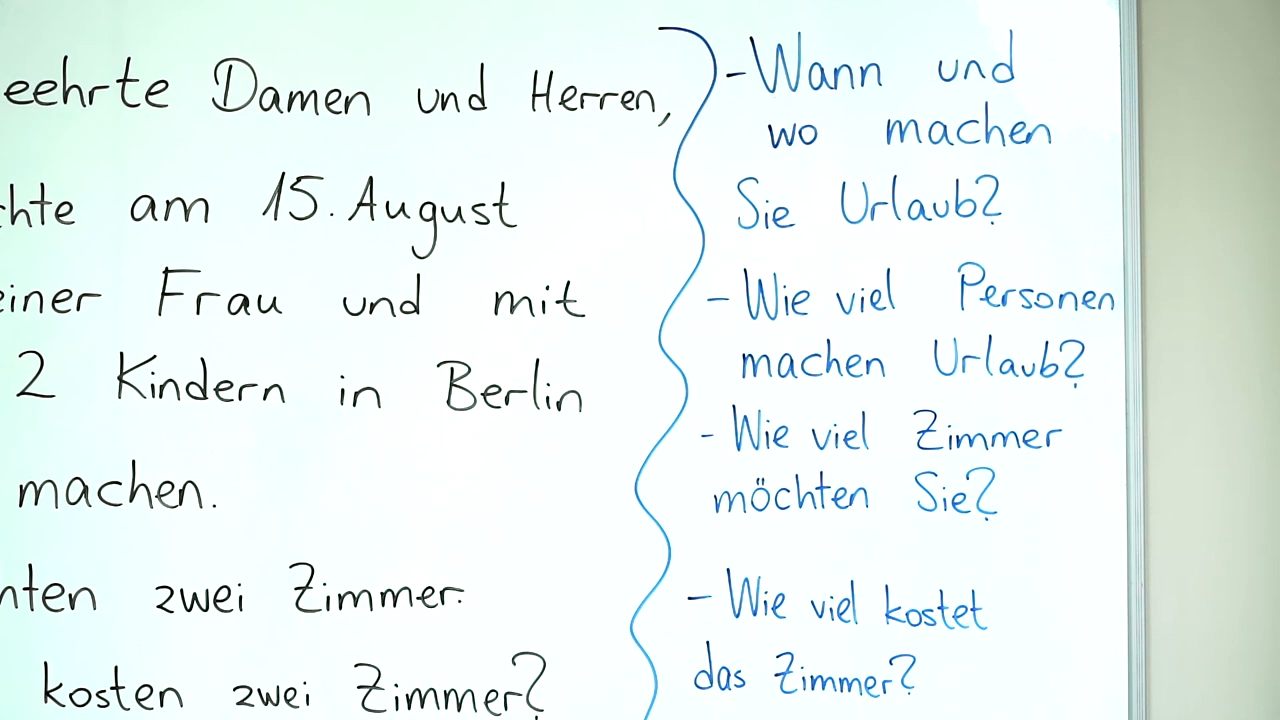 eehrte Damen und Herren,
chte am 15. August
einer Frau und mit
2 Kindern in Berlin
machen.
nten zwei Zimmer.
kosten zwei Zimmer?
- Wann und
wo machen
Sie Urlaub?
- Wie viel Personen
machen Urlaub?
- Wie viel Zimmer
möchten Sie?
- Wie viel kostet
das Zimmer?